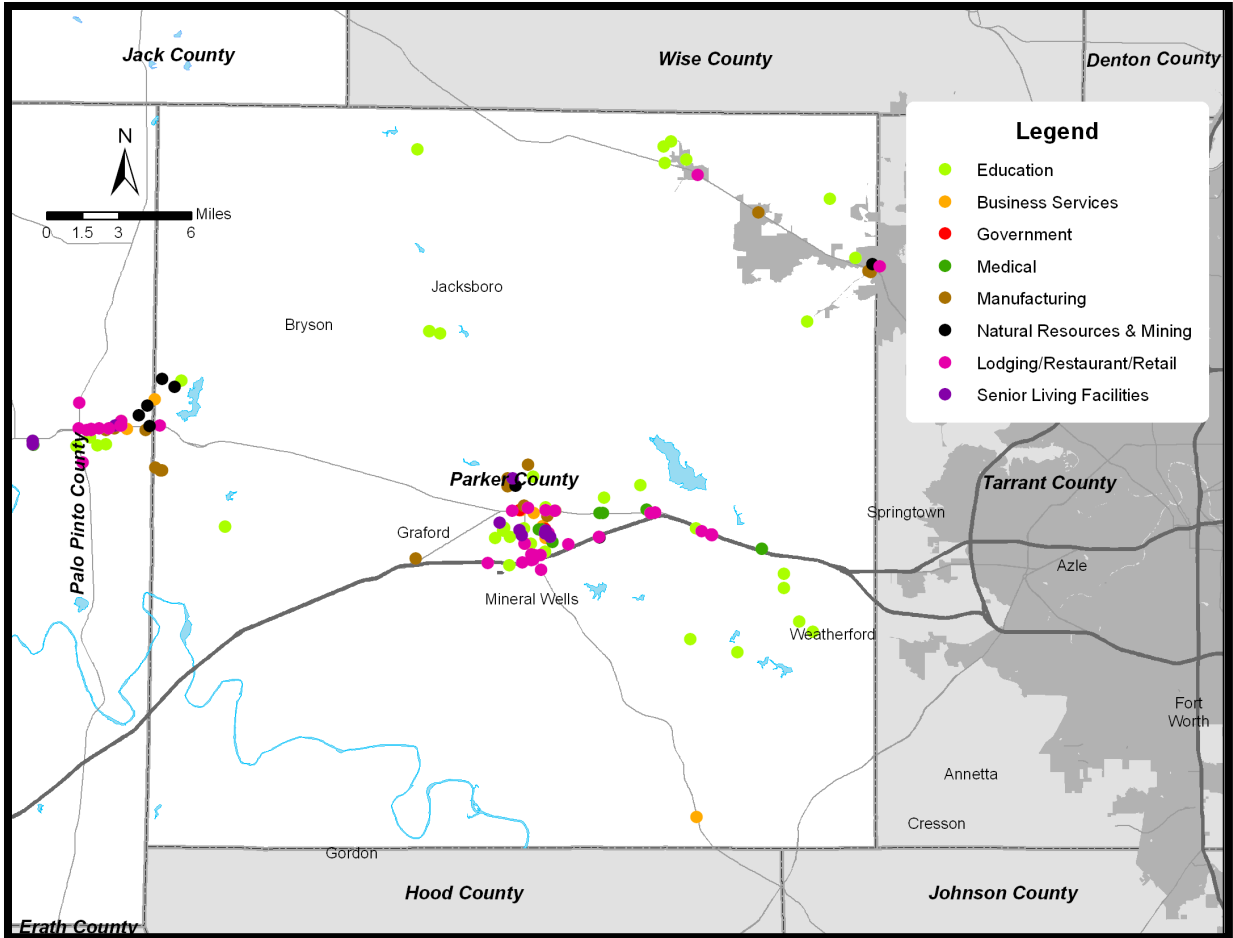 Jack County
Wise County
Denton County
N
Miles
0 1.5 3 6
Legend
Education
Business Services
Government
Medical
Manufacturing
Natural Resources & Mining
Lodging/Restaurant/Retail
Senior Living Facilities
Jacksboro
Bryson
Palo Pinto County
Parker County
Tarrant County
Springtown
Graford
Azle
Mineral Wells
Weatherford
Fort
Worth
Annetta
Cresson
Gordon
Hood County
Johnson County
Erath County